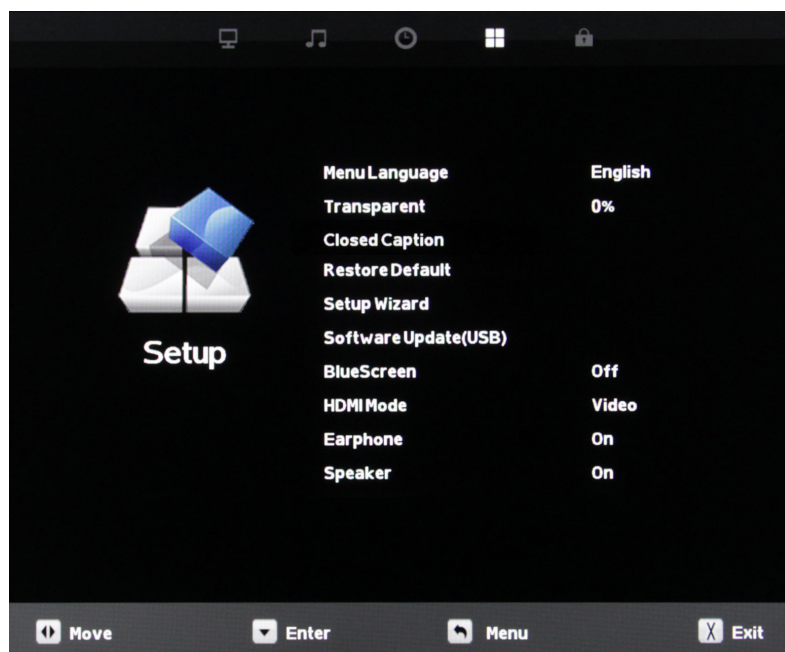 Menu Language English
Transparent 0%
Closed Caption
Restore Default
Setup Wizard
Software Update(USB)
Setup
BlueScreen Off
HDMI Mode Video
Earphone On
Speaker On
Move Enter Menu X Exit